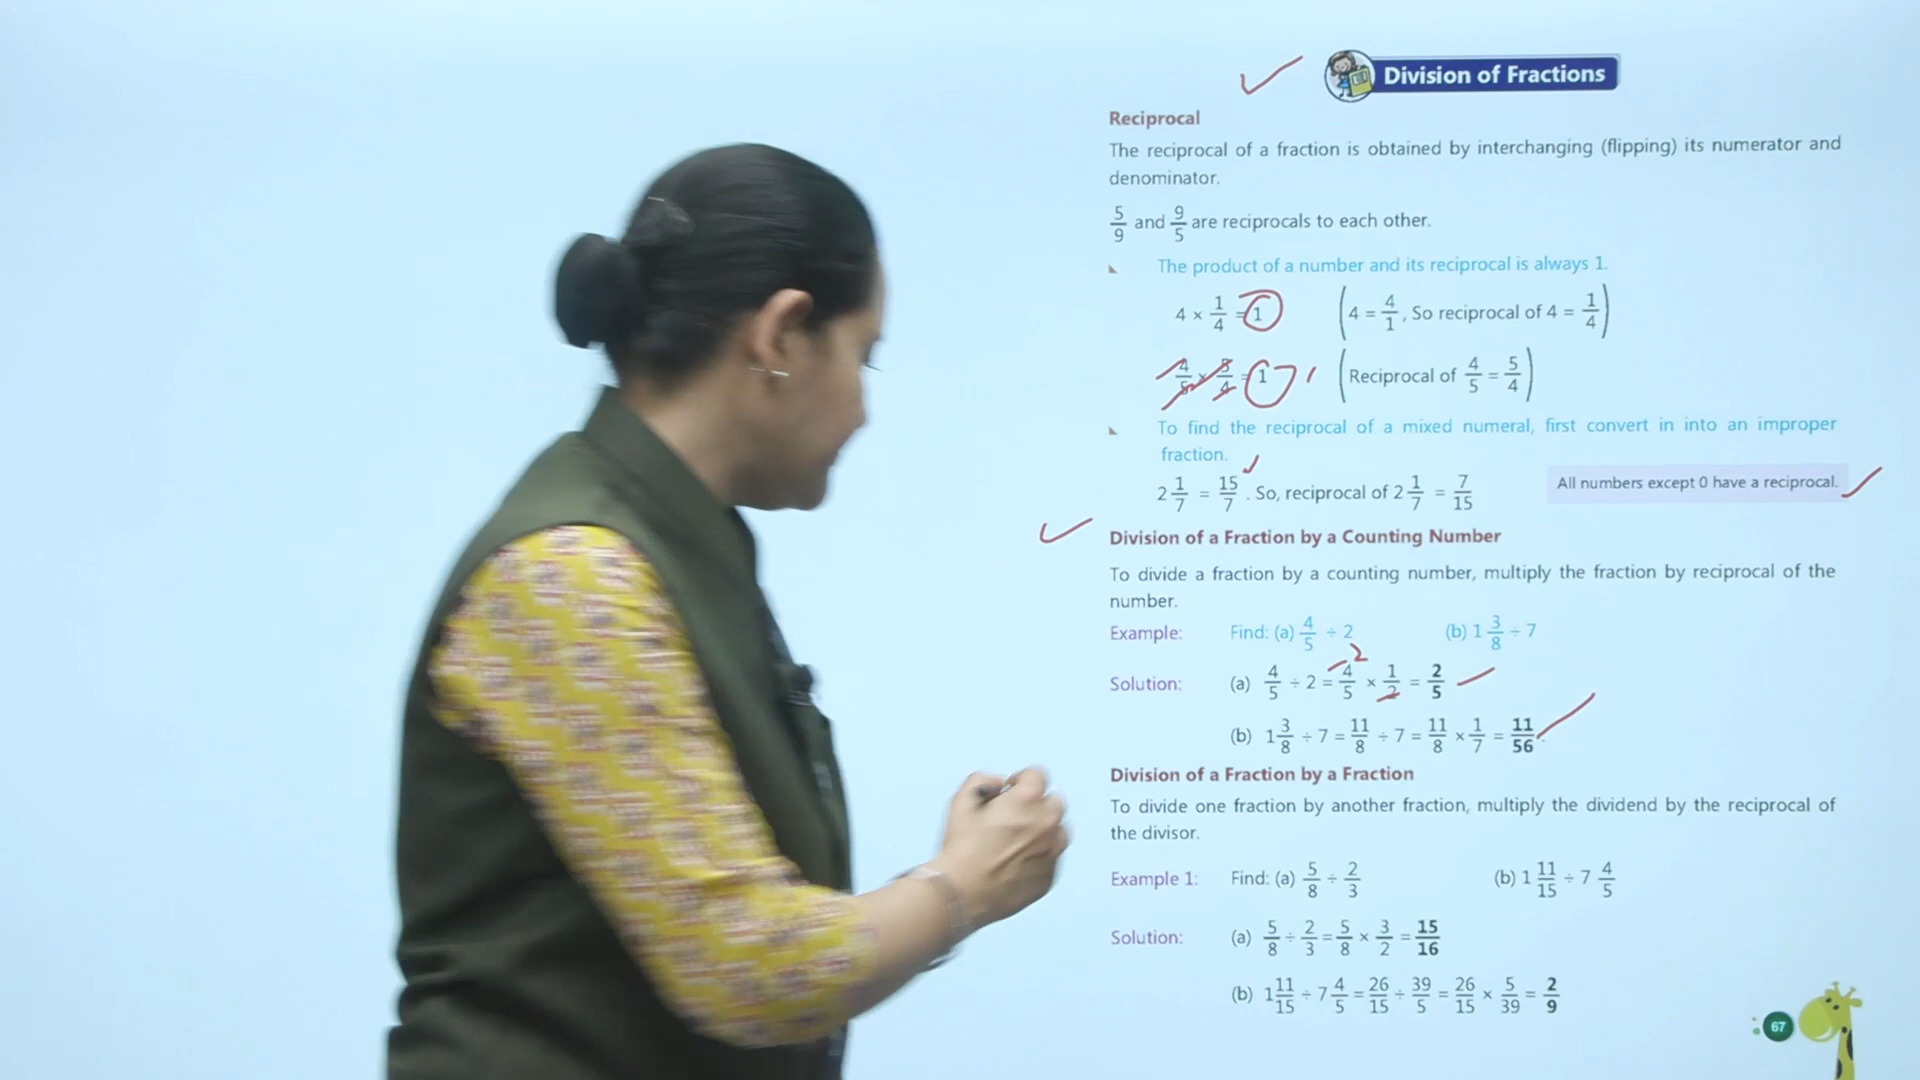 Division of Fractions
Reciprocal
The reciprocal of a fraction is obtained by interchanging (flipping) its numerator and
denominator.
5/9 and 9/5 are reciprocals to each other.
The product of a number and its reciprocal is always 1.
4 × 1/4 = 1 (4 = 4/1, So reciprocal of 4 = 1/4)
4/5 × 5/4 = 1 (Reciprocal of 4/5 = 5/4)
To find the reciprocal of a mixed numeral, first convert in into an improper
fraction.
2 1/7 = 15/7 . So, reciprocal of 2 1/7 = 7/15
All numbers except 0 have a reciprocal.
Division of a Fraction by a Counting Number
To divide a fraction by a counting number, multiply the fraction by reciprocal of the
number.
Example: Find: (a) 4/5 ÷ 2 (b) 1 3/8 ÷ 7
2
Solution: (a) 4/5 ÷ 2 = 4/5 × 1/2 = 2/5
(b) 1 3/8 ÷ 7 = 11/8 ÷ 7 = 11/8 × 1/7 = 11/56
Division of a Fraction by a Fraction
To divide one fraction by another fraction, multiply the dividend by the reciprocal of
the divisor.
Example 1: Find: (a) 5/8 ÷ 2/3 (b) 1 11/15 ÷ 7 4/5
Solution: (a) 5/8 ÷ 2/3 = 5/8 × 3/2 = 15/16
(b) 1 11/15 ÷ 7 4/5 = 26/15 ÷ 39/5 = 26/15 × 5/39 = 2/9
67